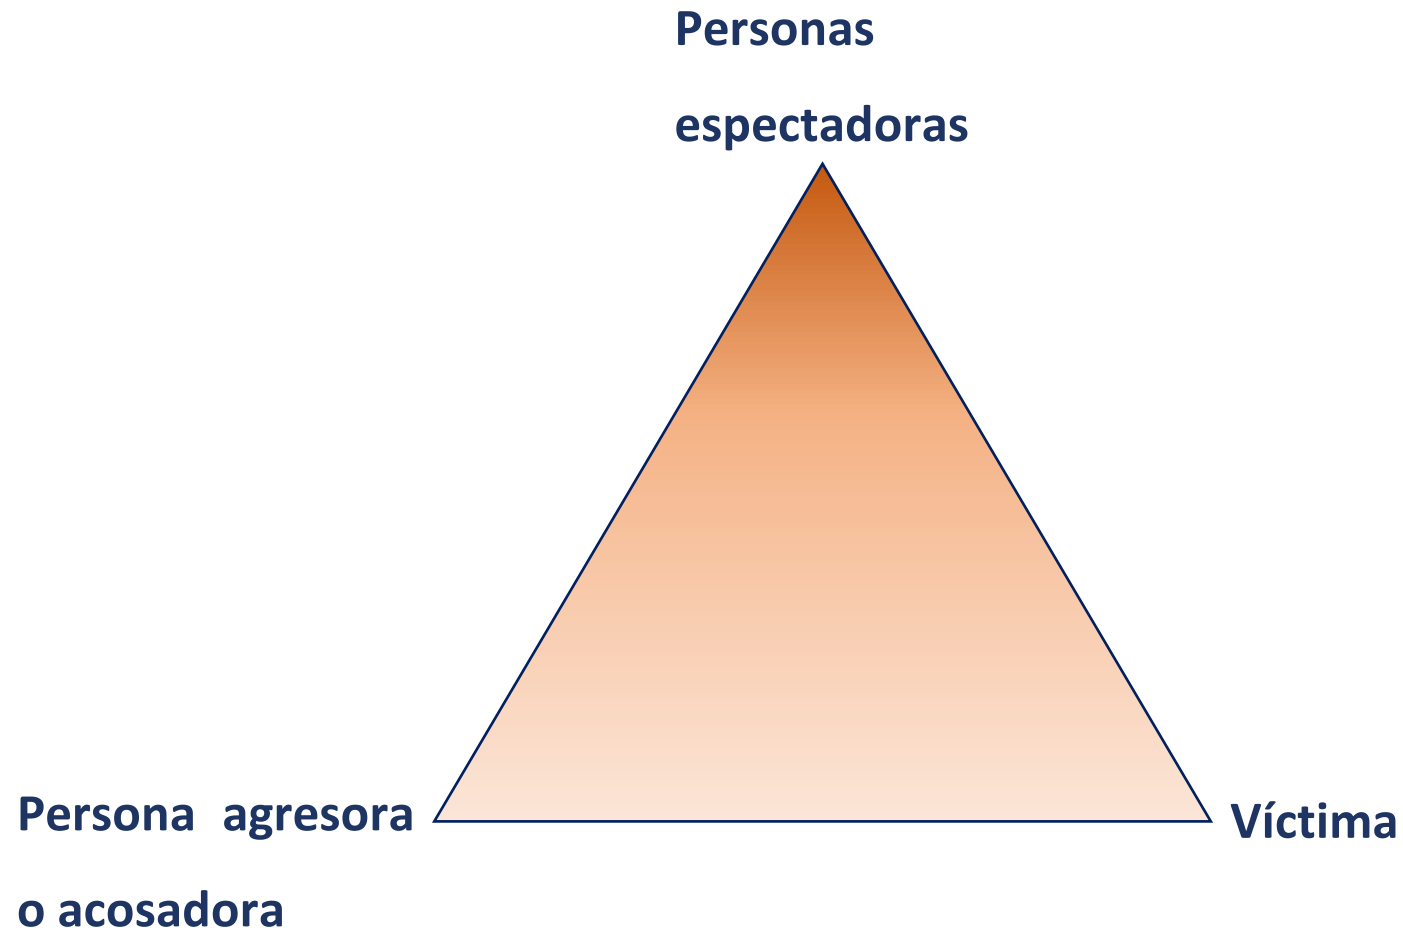 Personas
espectadoras
Persona agresora
o acosadora
Víctima